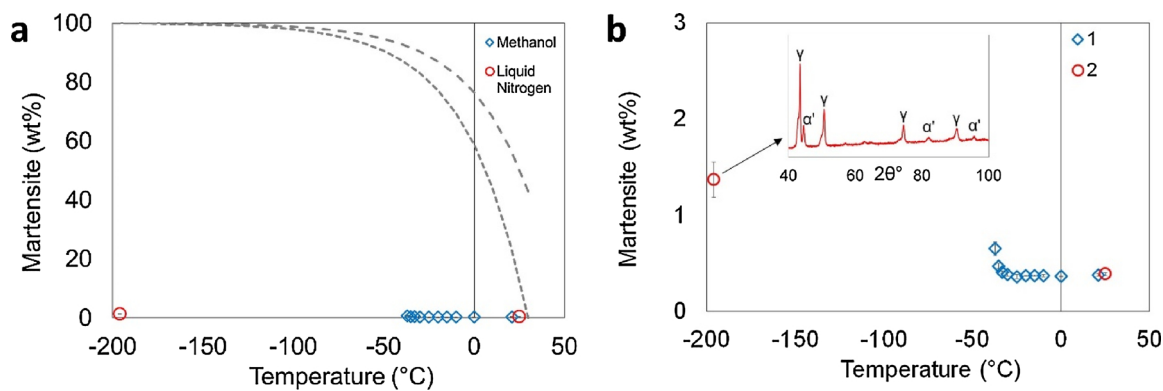 a
100
80
60
40
20
0
Martensite (wt%)
-200
-150
-100
-50
0
50
Temperature (°C)
Methanol
Liquid
Nitrogen
b
3
2
1
0
Martensite (wt%)
-200
-150
-100
-50
0
50
Temperature (°C)
1
2
γ
α'
γ
γ
α'
γ
α'
40
60
2θ°
80
100